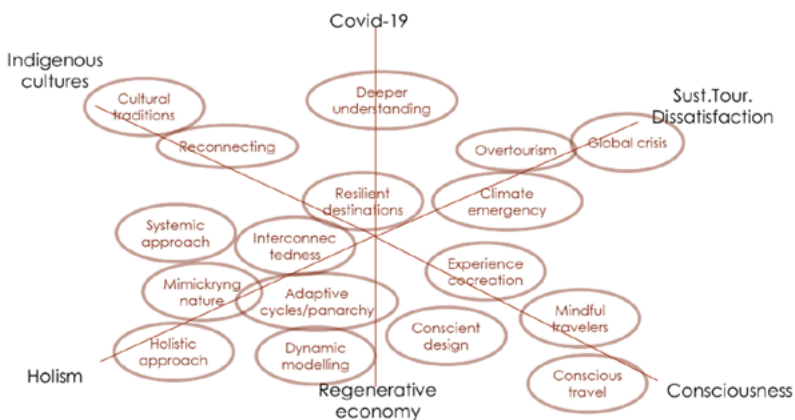 Covid-19
Indigenous
cultures
Cultural
traditions
Deeper
understanding
Sust.Tour.
Dissatisfaction
Reconnecting
Overtourism
Global crisis
Resilient
destinations
Climate
emergency
Systemic
approach
Interconnec
tedness
Experience
cocreation
Mimickryng
nature
Adaptive
cycles/panarchy
Mindful
travelers
Conscient
design
Holistic
approach
Dynamic
modelling
Holism
Conscious
travel
Regenerative
economy
Consciousness